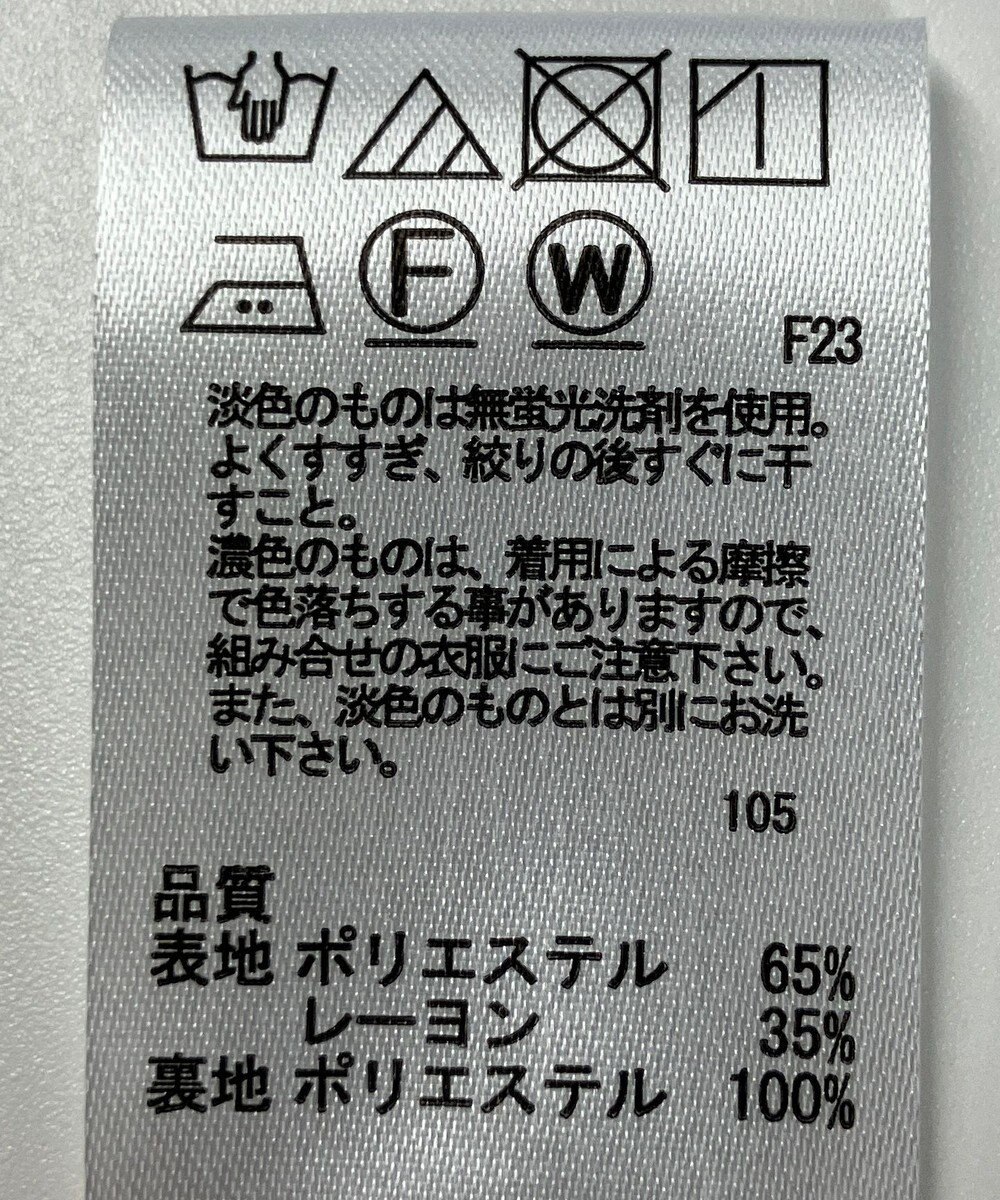 F
W
F23
淡色のものは無蛍光洗剤を使用。
よくすすぎ、絞りの後すぐに干
すこと。
濃色のものは、着用による摩擦
で色落ちする事がありますので、
組み合せの衣服にご注意下さい。
また、淡色のものとは別にお洗
い下さい。
105
品質
表地 ポリエステル 65%
レーヨン 35%
裏地 ポリエステル 100%